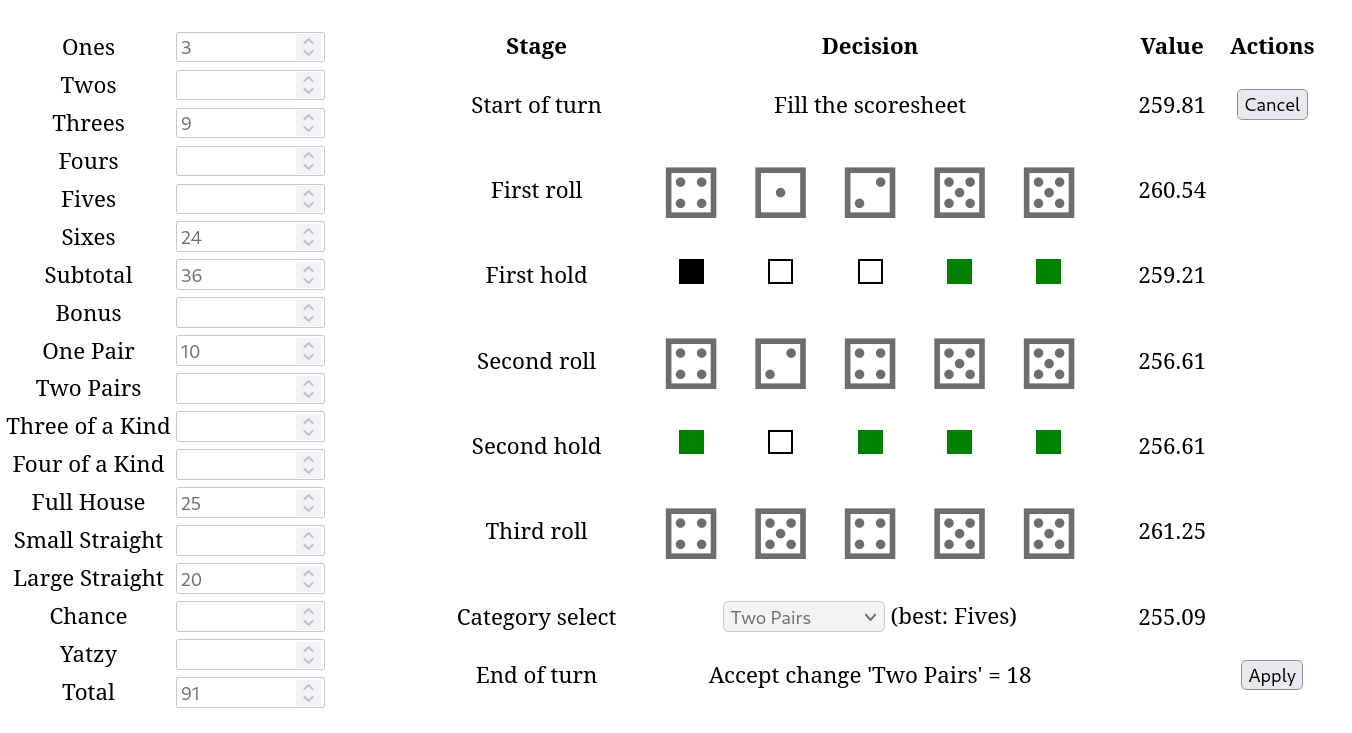 Ones 3
Twos
Threes 9
Fours
Fives
Sixes 24
Subtotal 36
Bonus
One Pair 10
Two Pairs
Three of a Kind
Four of a Kind
Full House 25
Small Straight
Large Straight 20
Chance
Yatzy
Total 91
Stage Decision Value Actions
Start of turn Fill the scoresheet 259.81 Cancel
First roll 260.54
First hold 259.21
Second roll 256.61
Second hold 256.61
Third roll 261.25
Category select Two Pairs (best: Fives) 255.09
End of turn Accept change 'Two Pairs' = 18 Apply